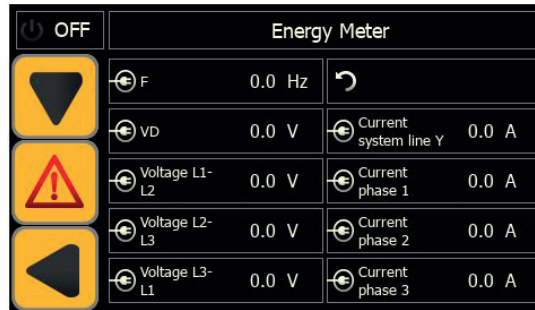 OFF
Energy Meter
F 0.0 Hz
VD 0.0 V
Current
system line Y 0.0 A
Voltage L1-
L2 0.0 V
Current
phase 1 0.0 A
Voltage L2-
L3 0.0 V
Current
phase 2 0.0 A
Voltage L3-
L1 0.0 V
Current
phase 3 0.0 A